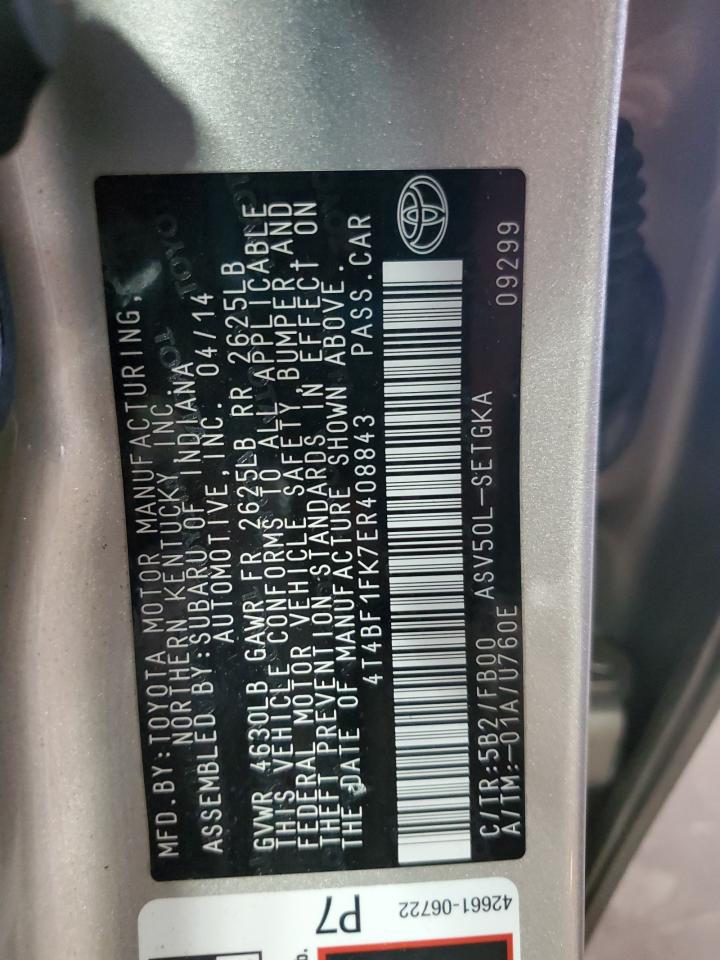 MFD.BY:TOYOTA MOTOR MANUFACTURING,
NORTHERN KENTUCKY INC.
ASSEMBLED BY:SUBARU OF INDIANA
AUTOMOTIVE,INC. 04/14
GVWR 4630LB GAWR FR 2625LB RR 2625LB
THIS VEHICLE CONFORMS TO ALL APPLICABLE
FEDERAL MOTOR VEHICLE SAFETY,BUMPER AND
THEFT PREVENTION STANDARDS IN EFFECT ON
THE DATE OF MANUFACTURE SHOWN ABOVE.
4T4BF1FK7ER408843 PASS.CAR
C/TR:5B2/FB00 ASV50L-SETGKA
A/TM:-01A/U760E 09299
42661-06722
P7